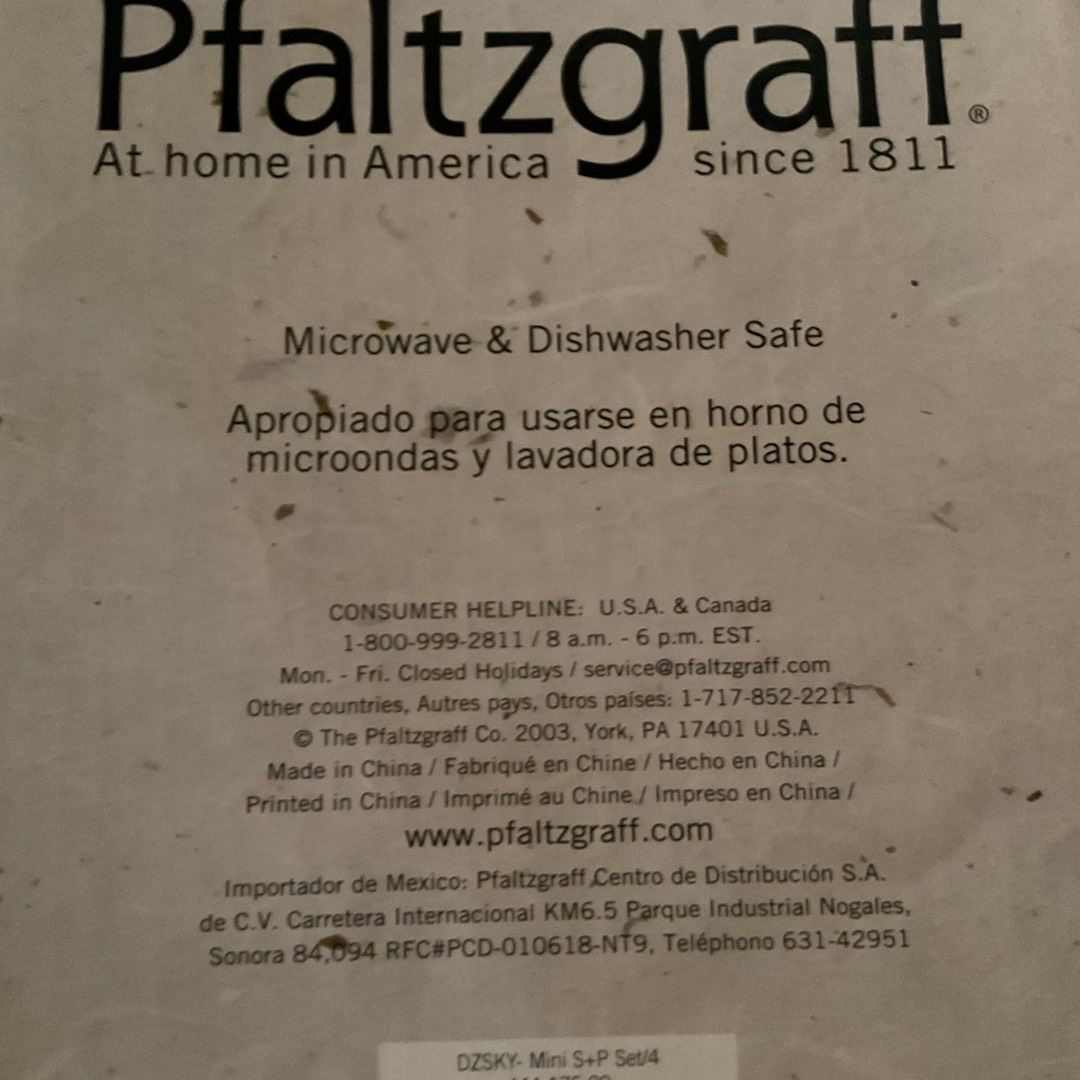 Pfaltzgraff®
At home in America since 1811
Microwave & Dishwasher Safe
Apropiado para usarse en horno de
microondas y lavadora de platos.
CONSUMER HELPLINE: U.S.A. & Canada
1-800-999-2811 / 8 a.m. - 6 p.m. EST.
Mon. - Fri. Closed Holidays / service@pfaltzgraff.com
Other countries, Autres pays, Otros países: 1-717-852-2211
© The Pfaltzgraff Co. 2003, York, PA 17401 U.S.A.
Made in China / Fabriqué en Chine / Hecho en China /
Printed in China / Imprimé au Chine / Impreso en China /
www.pfaltzgraff.com
Importador de Mexico: Pfaltzgraff Centro de Distribución S.A.
de C.V. Carretera Internacional KM6.5 Parque Industrial Nogales,
Sonora 84,094 RFC#PCD-010618-NT9, Teléphono 631-42951
DZSKY- Mini S+P Set/4